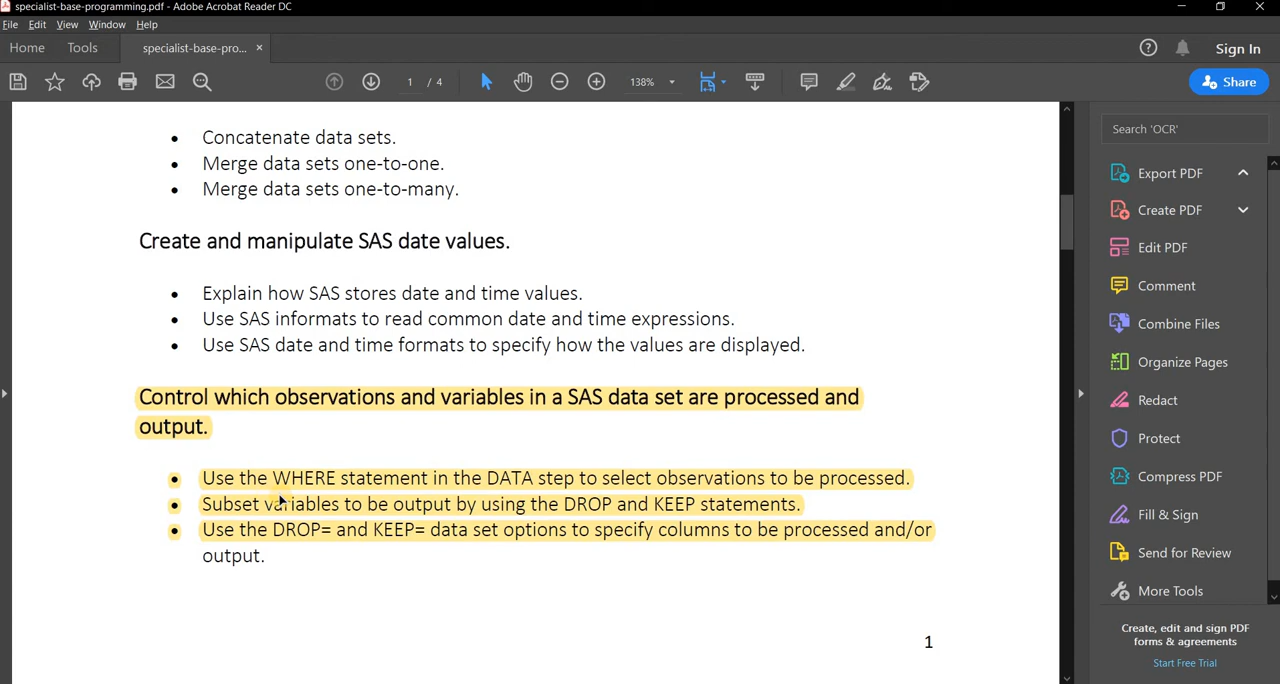 specialist-base-programming.pdf - Adobe Acrobat Reader DC
File Edit View Window Help
Home Tools specialist-base-pro... × Sign In
1 / 4 138% Share
Concatenate data sets.
Merge data sets one-to-one.
Merge data sets one-to-many.
Create and manipulate SAS date values.
Explain how SAS stores date and time values.
Use SAS informats to read common date and time expressions.
Use SAS date and time formats to specify how the values are displayed.
Control which observations and variables in a SAS data set are processed and
output.
Use the WHERE statement in the DATA step to select observations to be processed.
Subset variables to be output by using the DROP and KEEP statements.
Use the DROP= and KEEP= data set options to specify columns to be processed and/or
output.
1
Search 'OCR'
Export PDF
Create PDF
Edit PDF
Comment
Combine Files
Organize Pages
Redact
Protect
Compress PDF
Fill & Sign
Send for Review
More Tools
Create, edit and sign PDF
forms & agreements
Start Free Trial